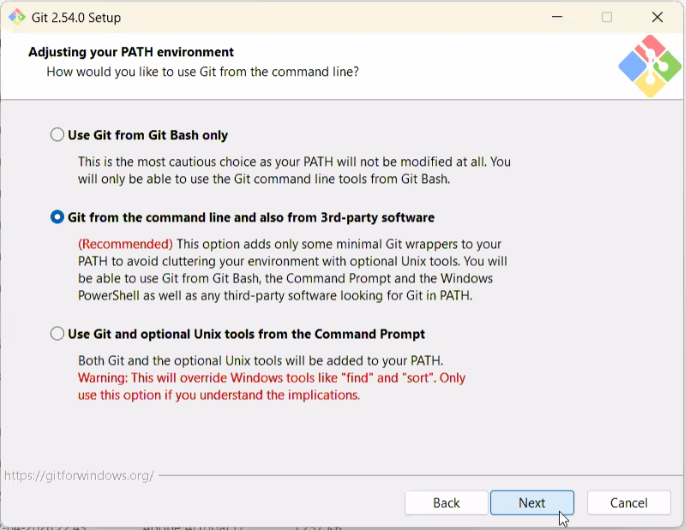 Git 2.54.0 Setup
Adjusting your PATH environment
How would you like to use Git from the command line?
Use Git from Git Bash only
This is the most cautious choice as your PATH will not be modified at all. You
will only be able to use the Git command line tools from Git Bash.
Git from the command line and also from 3rd-party software
(Recommended) This option adds only some minimal Git wrappers to your
PATH to avoid cluttering your environment with optional Unix tools. You will
be able to use Git from Git Bash, the Command Prompt and the Windows
PowerShell as well as any third-party software looking for Git in PATH.
Use Git and optional Unix tools from the Command Prompt
Both Git and the optional Unix tools will be added to your PATH.
Warning: This will override Windows tools like "find" and "sort". Only
use this option if you understand the implications.
https://gitforwindows.org/
Back
Next
Cancel